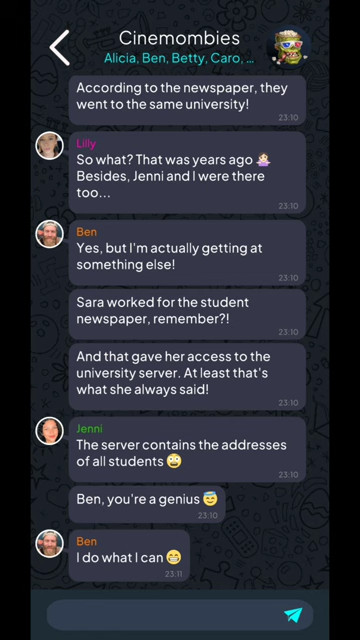 Cinemombies
Alicia, Ben, Betty, Caro, ...
According to the newspaper, they
went to the same university!
23:10
Lilly
So what? That was years ago 🤷🏻‍♀️
Besides, Jenni and I were there
too...
23:10
Ben
Yes, but I'm actually getting at
something else!
23:10
Sara worked for the student
newspaper, remember?!
23:10
And that gave her access to the
university server. At least that's
what she always said!
23:10
Jenni
The server contains the addresses
of all students 🙄
23:10
Ben, you're a genius 😇
23:10
Ben
I do what I can 😁
23:11